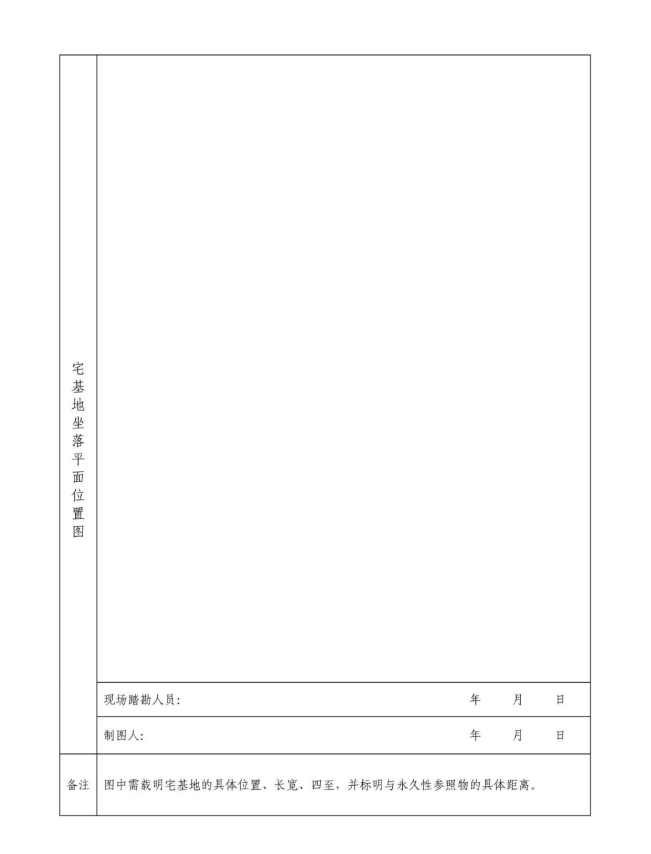 宅基地坐落平面位置图
现场踏勘人员: 年 月 日
制图人: 年 月 日
备注 图中需载明宅基地的具体位置、长宽、四至，并标明与永久性参照物的具体距离。